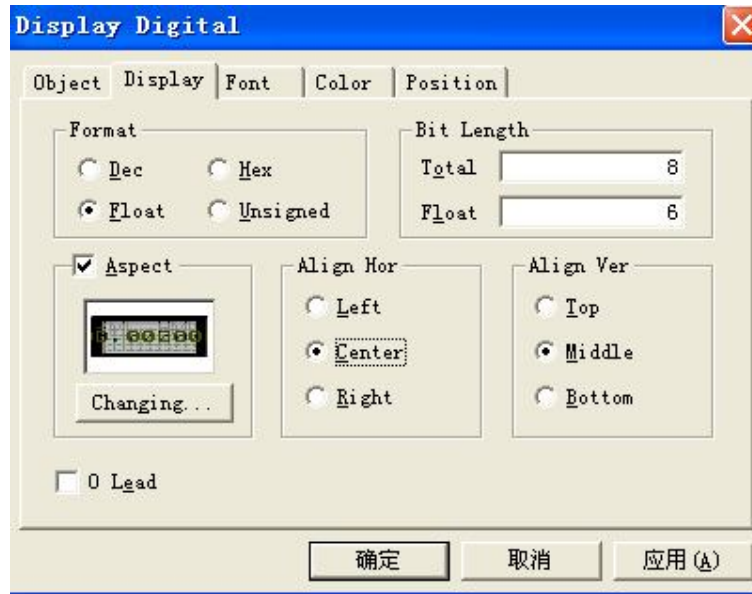 Display Digital
Object Display Font Color Position
Format
Dec Hex
Float Unsigned
Bit Length
Total 8
Float 6
Aspect
Changing...
Align Hor
Left
Center
Right
Align Ver
Top
Middle
Bottom
0 Lead
确定 取消 应用(A)